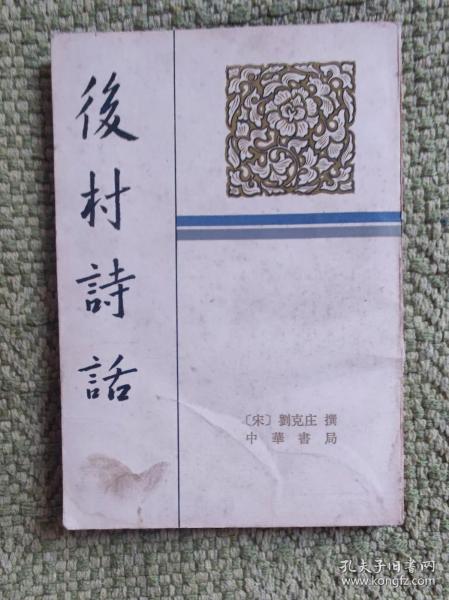 後村詩話
〔宋〕劉克庄 撰
中華書局
孔夫子旧书网
www.kongfz.com